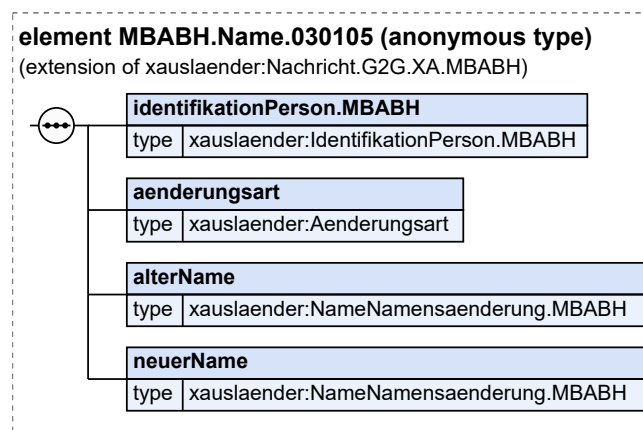 element MBABH.Name.030105 (anonymous type)
(extension of xauslaender:Nachricht.G2G.XA.MBABH)
identifikationPerson.MBABH
type xauslaender:IdentifikationPerson.MBABH
aenderungsart
type xauslaender:Aenderungsart
alterName
type xauslaender:NameNamensaenderung.MBABH
neuerName
type xauslaender:NameNamensaenderung.MBABH